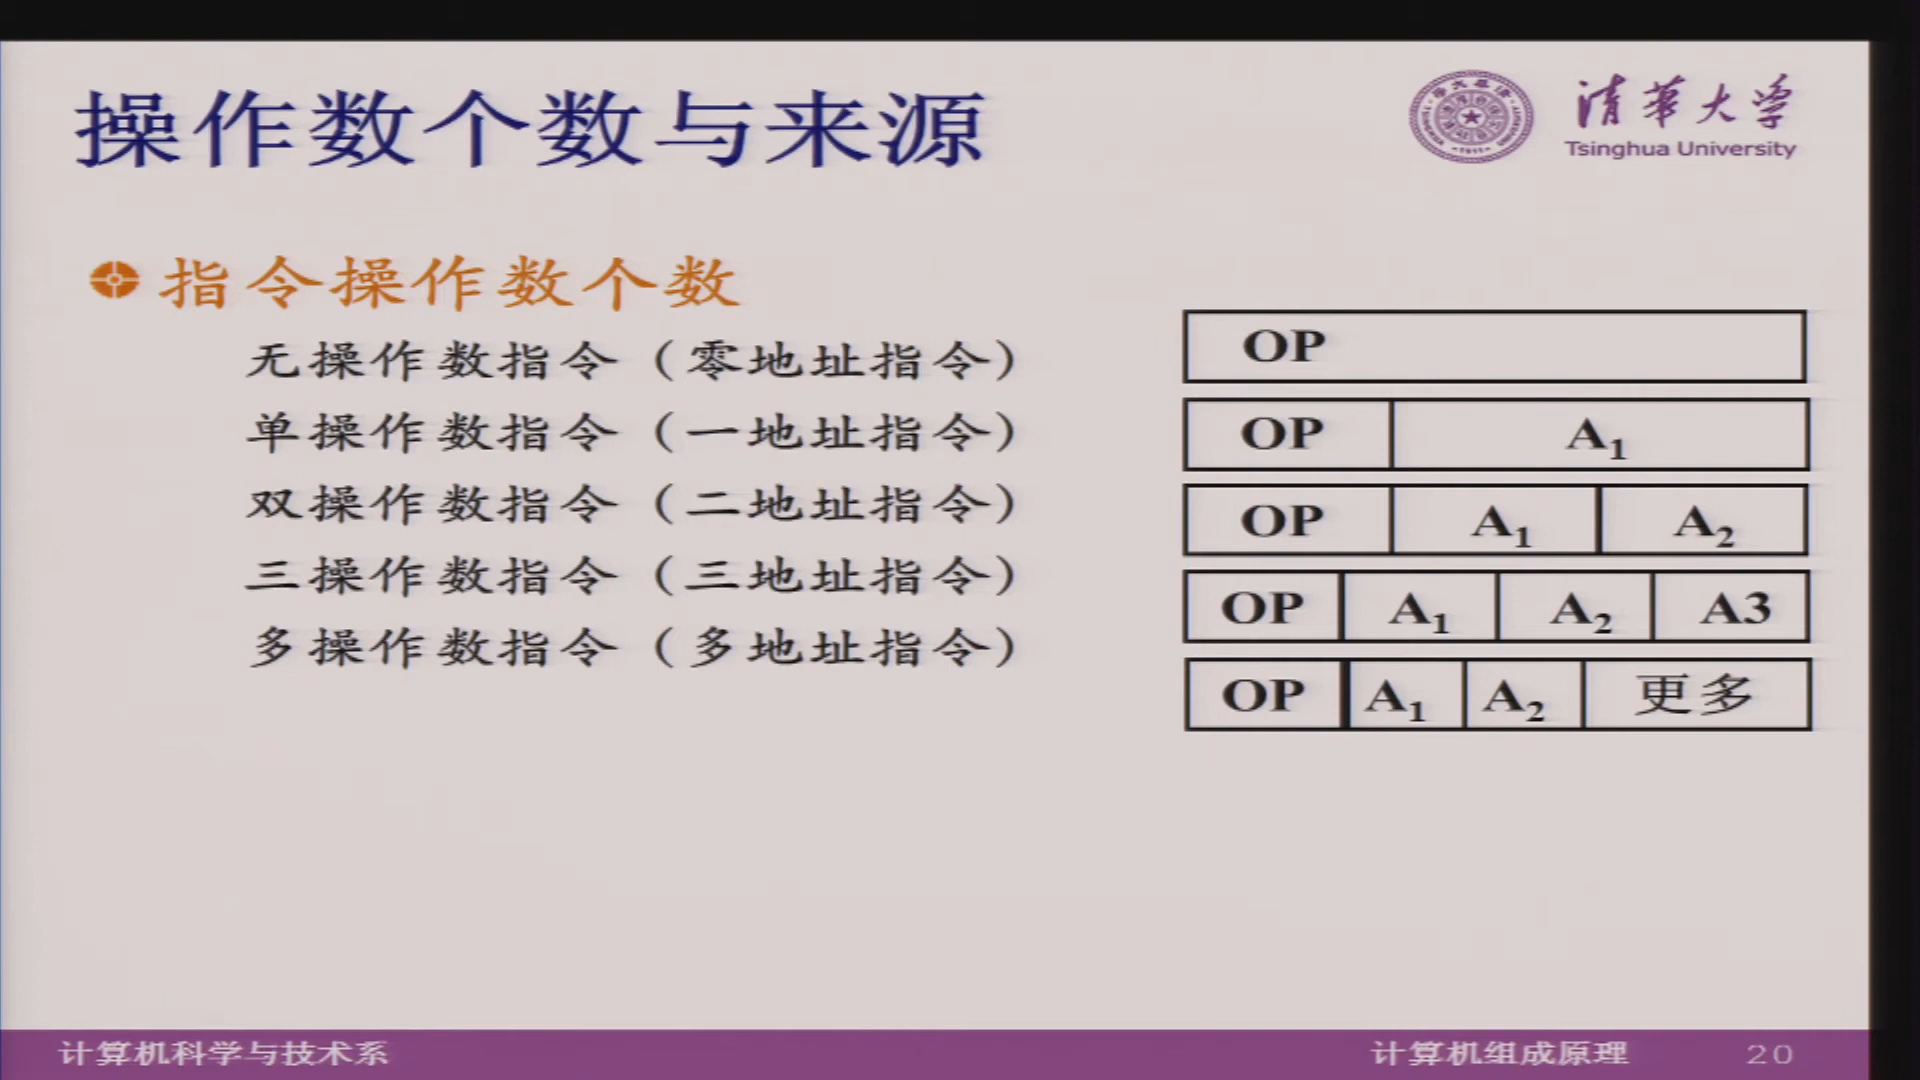 操作数个数与来源
清华大学
Tsinghua University
指令操作数个数
无操作数指令（零地址指令）
单操作数指令（一地址指令）
双操作数指令（二地址指令）
三操作数指令（三地址指令）
多操作数指令（多地址指令）
OP
OP A₁
OP A₁ A₂
OP A₁ A₂ A3
OP A₁ A₂ 更多
计算机科学与技术系
计算机组成原理 20